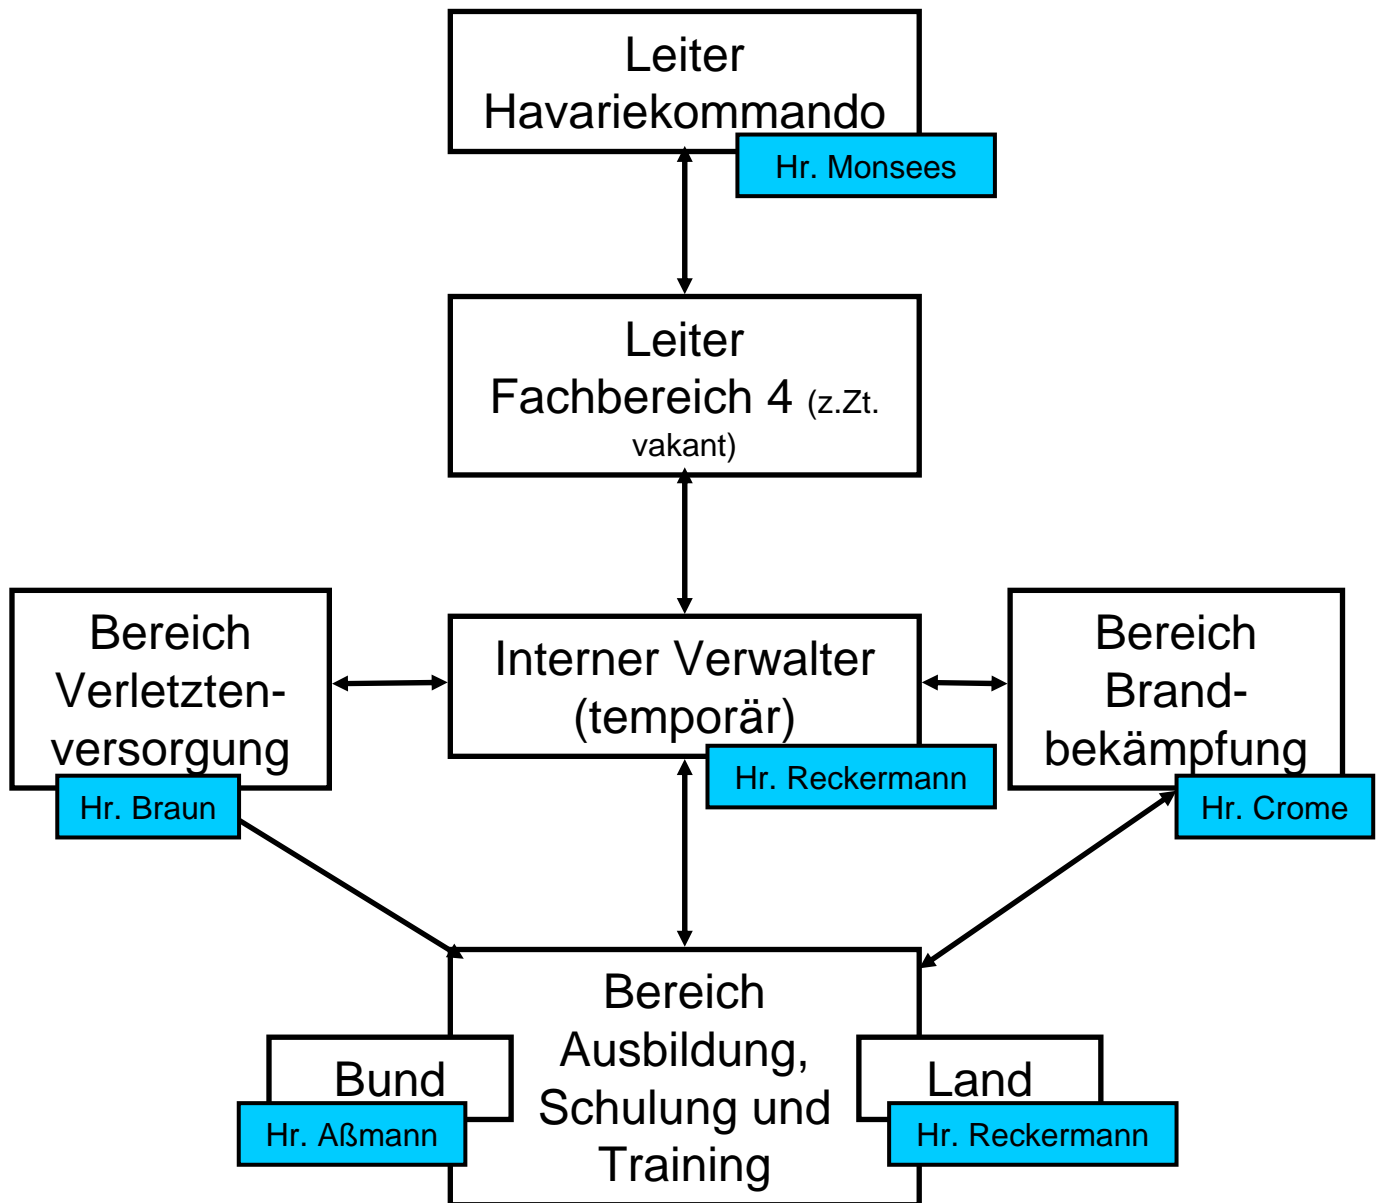 Leiter
Havariekommando
Hr. Monsees
Leiter
Fachbereich 4 (z.Zt.
vakant)
Bereich
Verletzten-
versorgung
Hr. Braun
Interner Verwalter
(temporär)
Hr. Reckermann
Bereich
Brand-
bekämpfung
Hr. Crome
Bereich
Ausbildung,
Schulung und
Training
Bund
Hr. Aßmann
Land
Hr. Reckermann